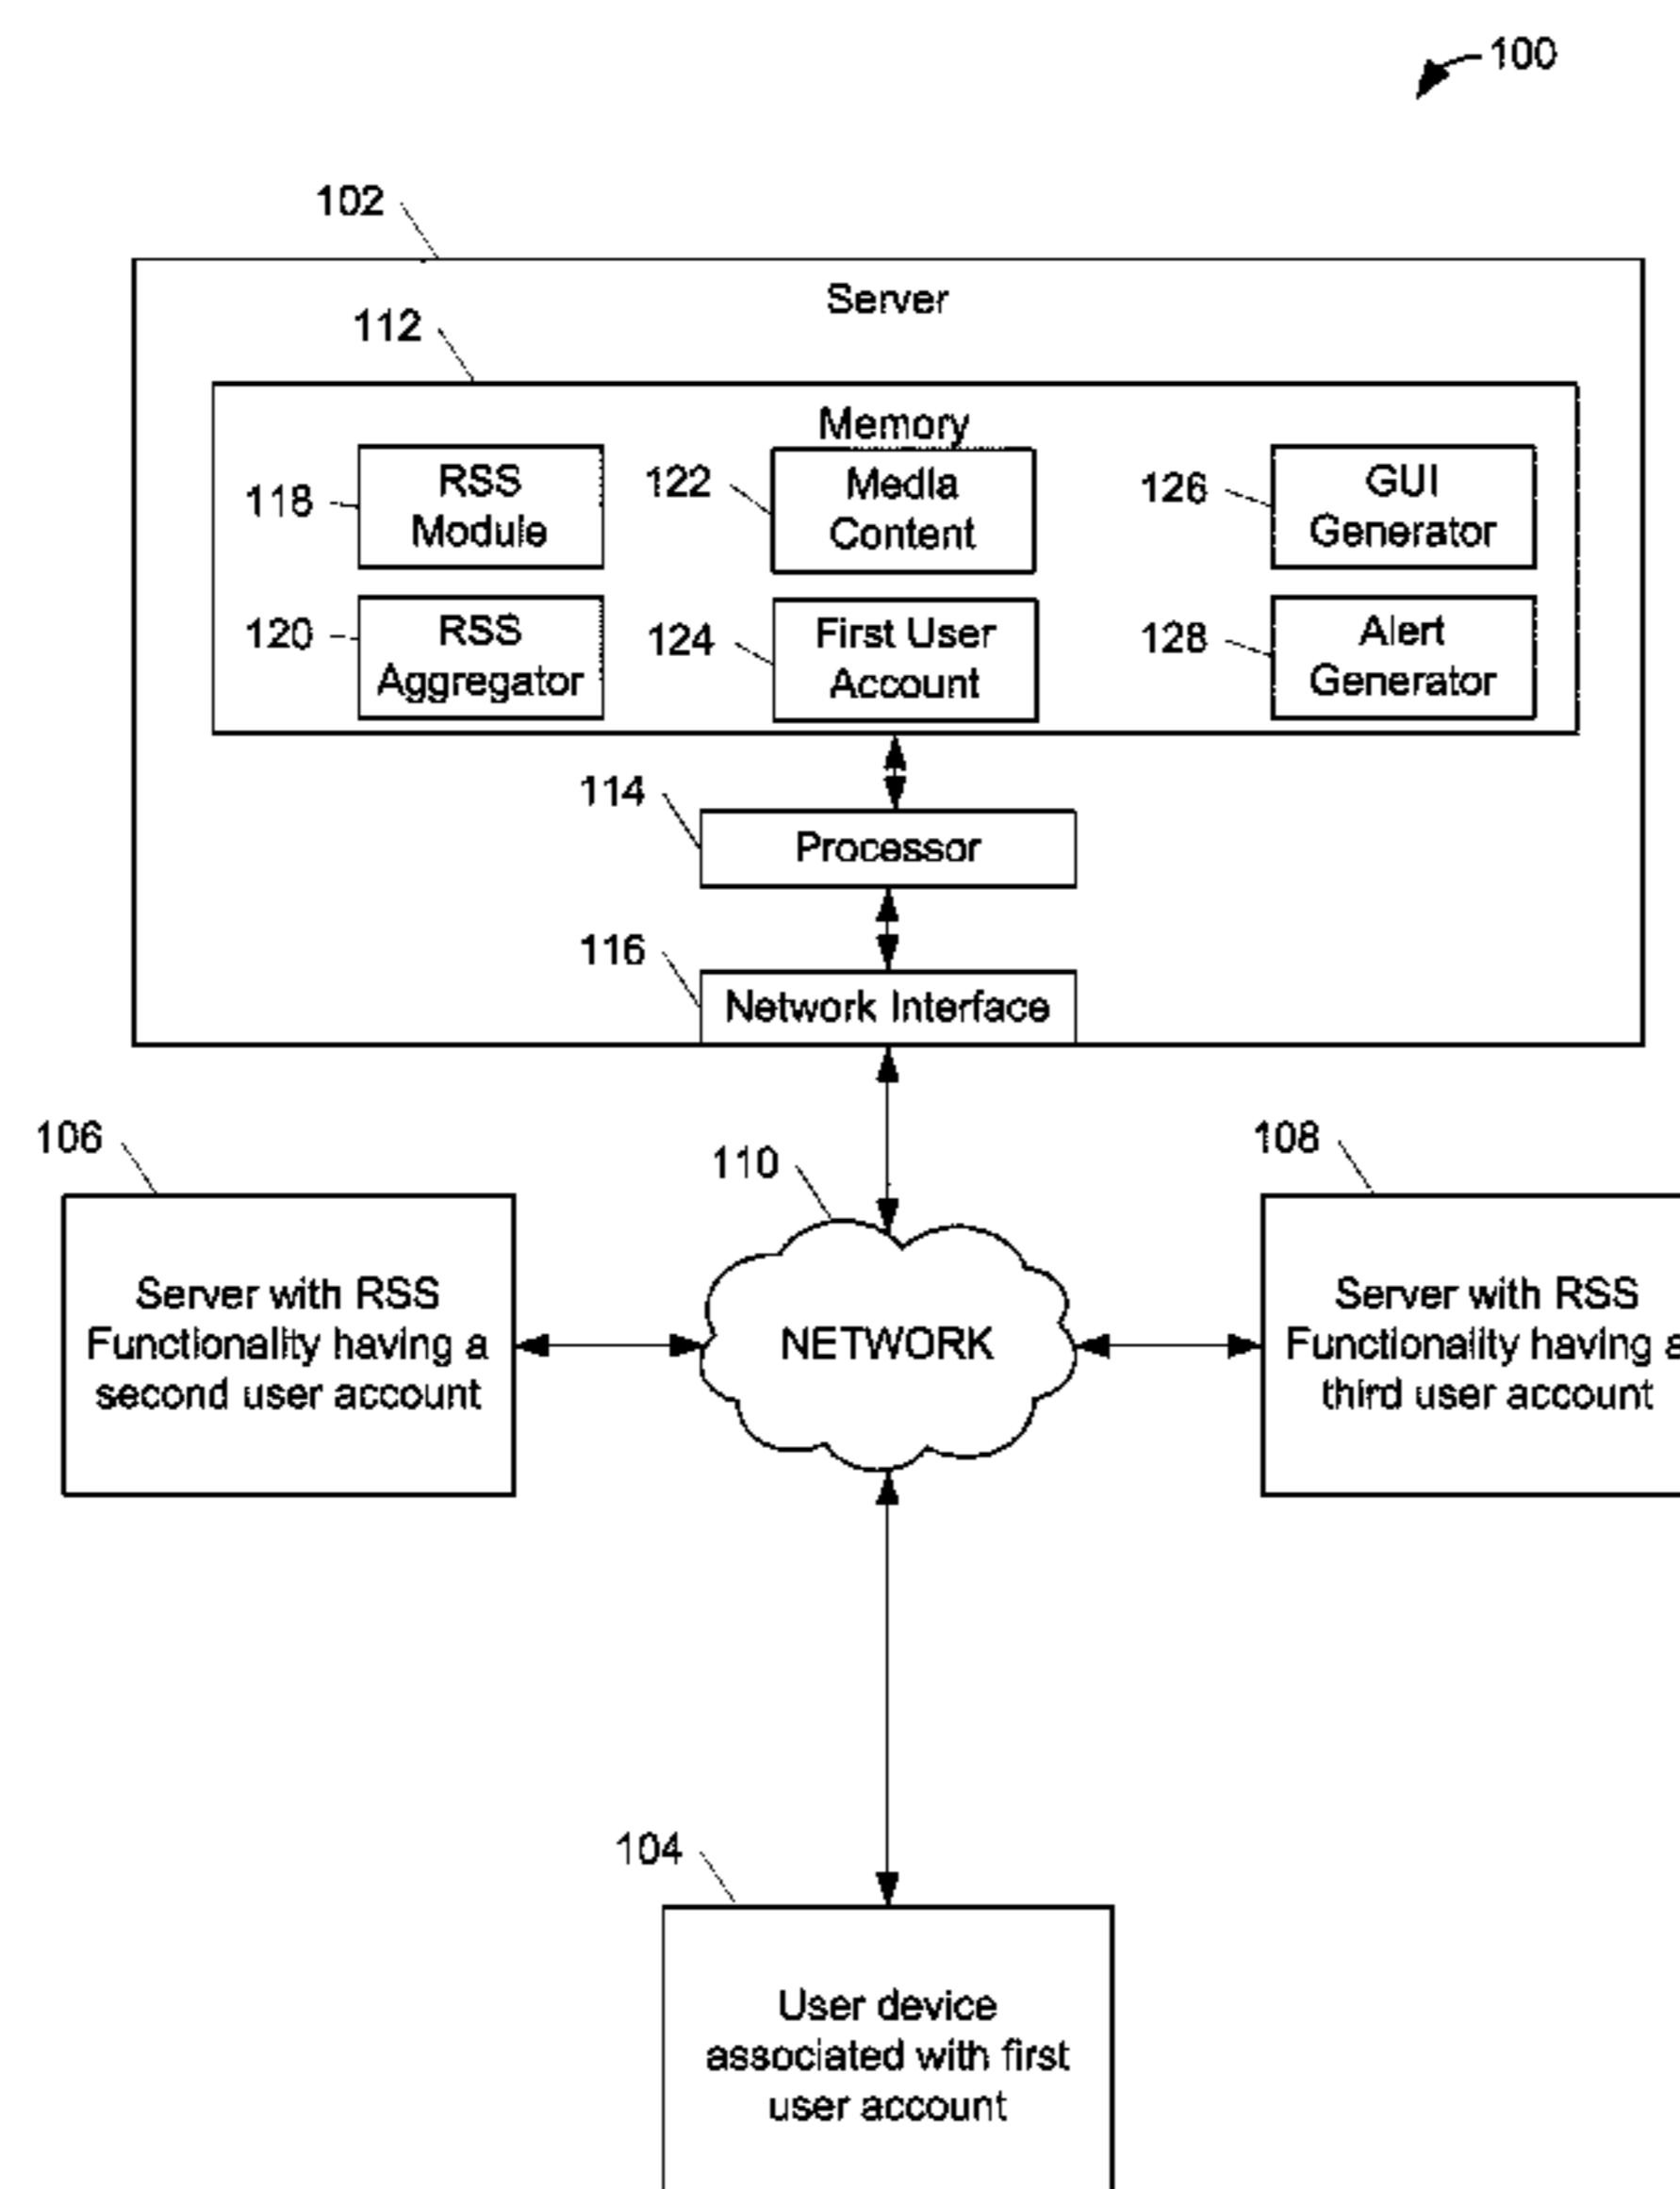 100
102
Server
112
Memory
118
RSS
Module
122
Media
Content
126
GUI
Generator
120
RSS
Aggregator
124
First User
Account
128
Alert
Generator
114
Processor
116
Network Interface
106
110
108
Server with RSS
Functionality having a
second user account
NETWORK
Server with RSS
Functionality having a
third user account
104
User device
associated with first
user account